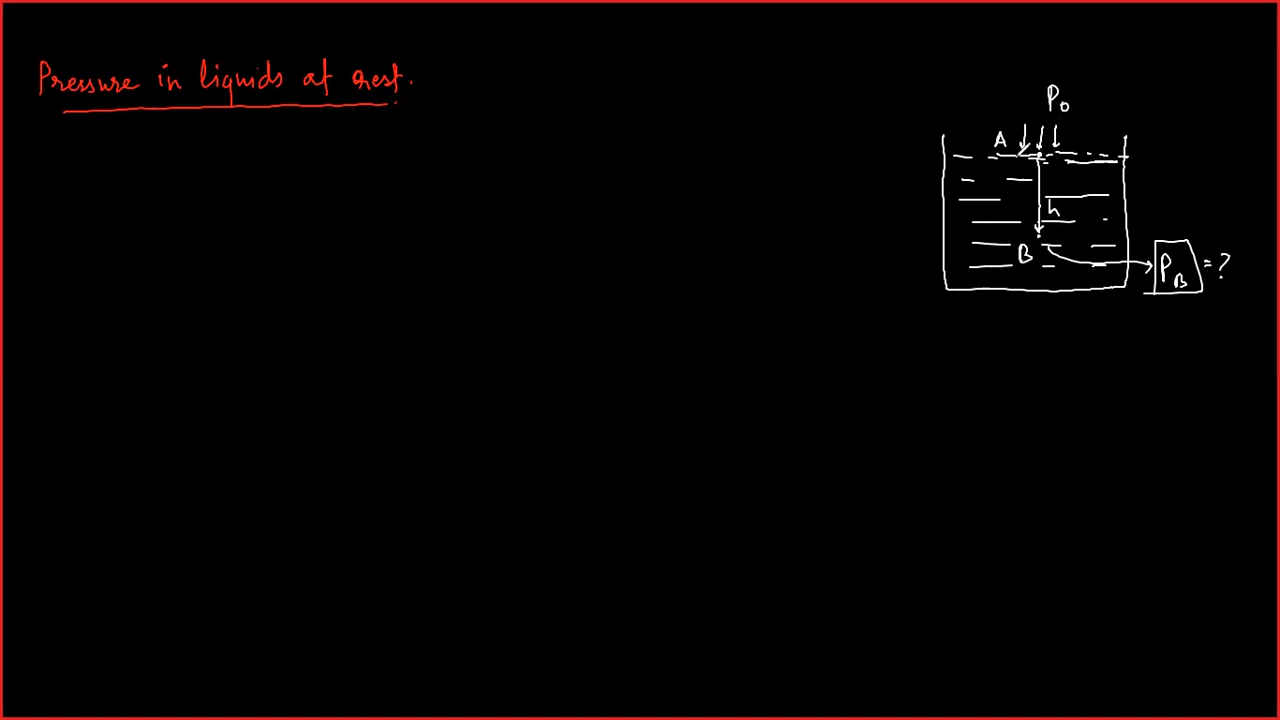 Pressure in liquids at rest.
P₀
A
h
B
P_B = ?